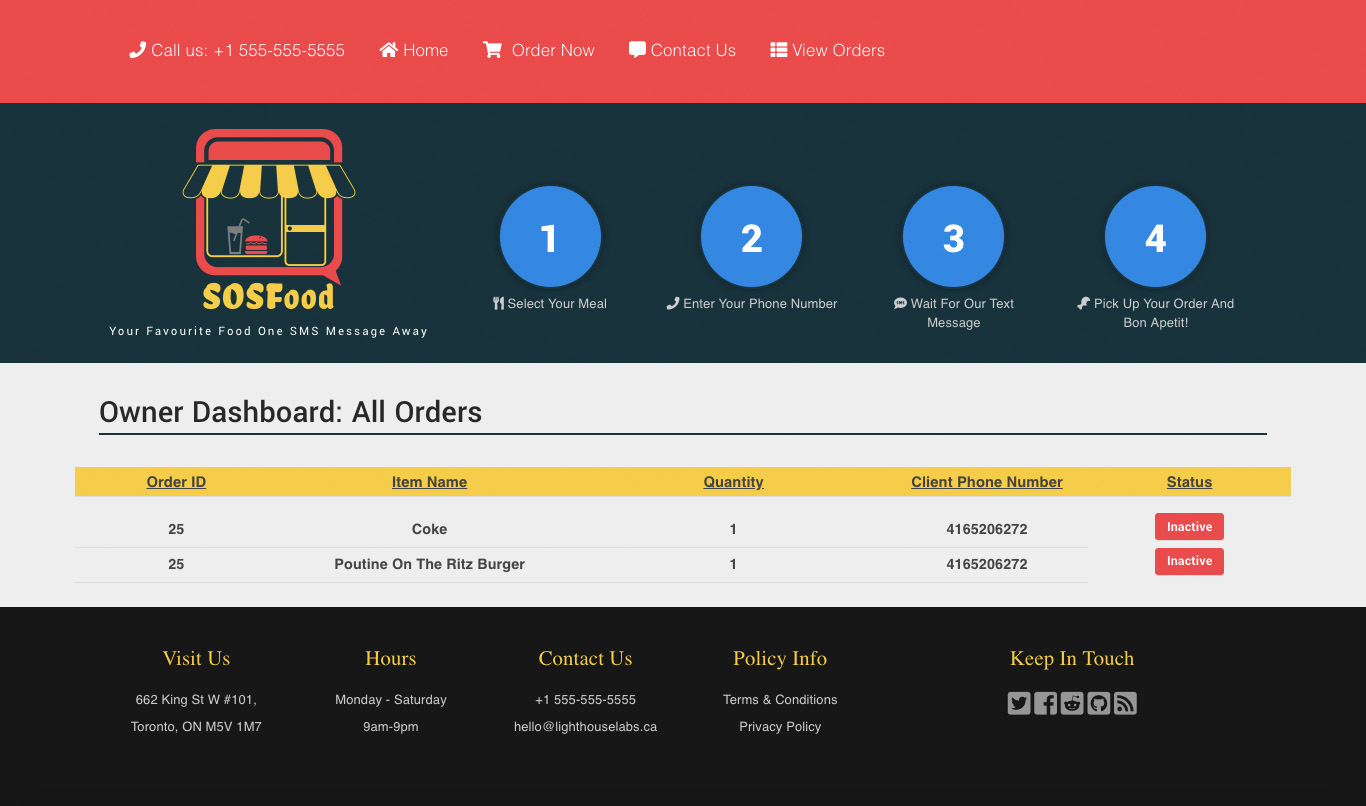 Call us: +1 555-555-5555 Home Order Now Contact Us View Orders
SOSFood
Your Favourite Food One SMS Message Away
1 2 3 4
Select Your Meal
Enter Your Phone Number
Wait For Our Text
Message
Pick Up Your Order And
Bon Apetit!
Owner Dashboard: All Orders
Order ID Item Name Quantity Client Phone Number Status
25 Coke 1 4165206272 Inactive
25 Poutine On The Ritz Burger 1 4165206272 Inactive
Visit Us
662 King St W #101,
Toronto, ON M5V 1M7
Hours
Monday - Saturday
9am-9pm
Contact Us
+1 555-555-5555
hello@lighthouselabs.ca
Policy Info
Terms & Conditions
Privacy Policy
Keep In Touch